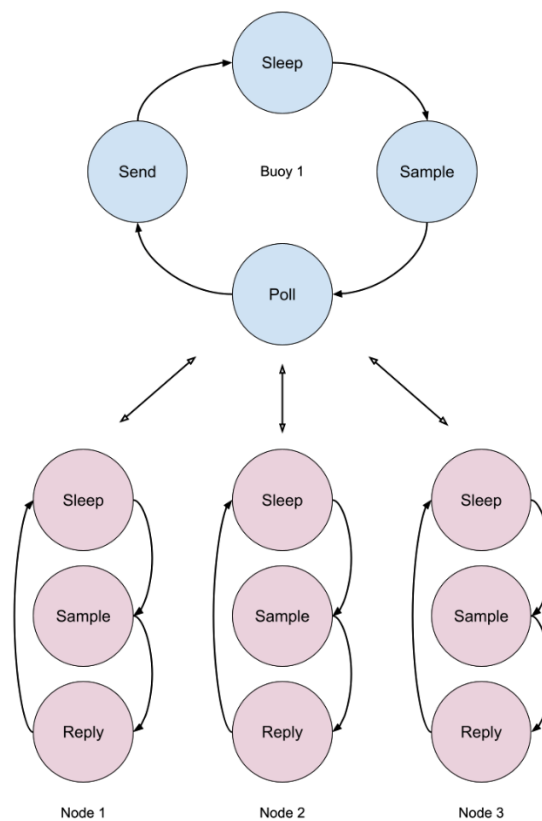 Sleep
Send
Buoy 1
Sample
Poll
Sleep
Sleep
Sleep
Sample
Sample
Sample
Reply
Reply
Reply
Node 1
Node 2
Node 3